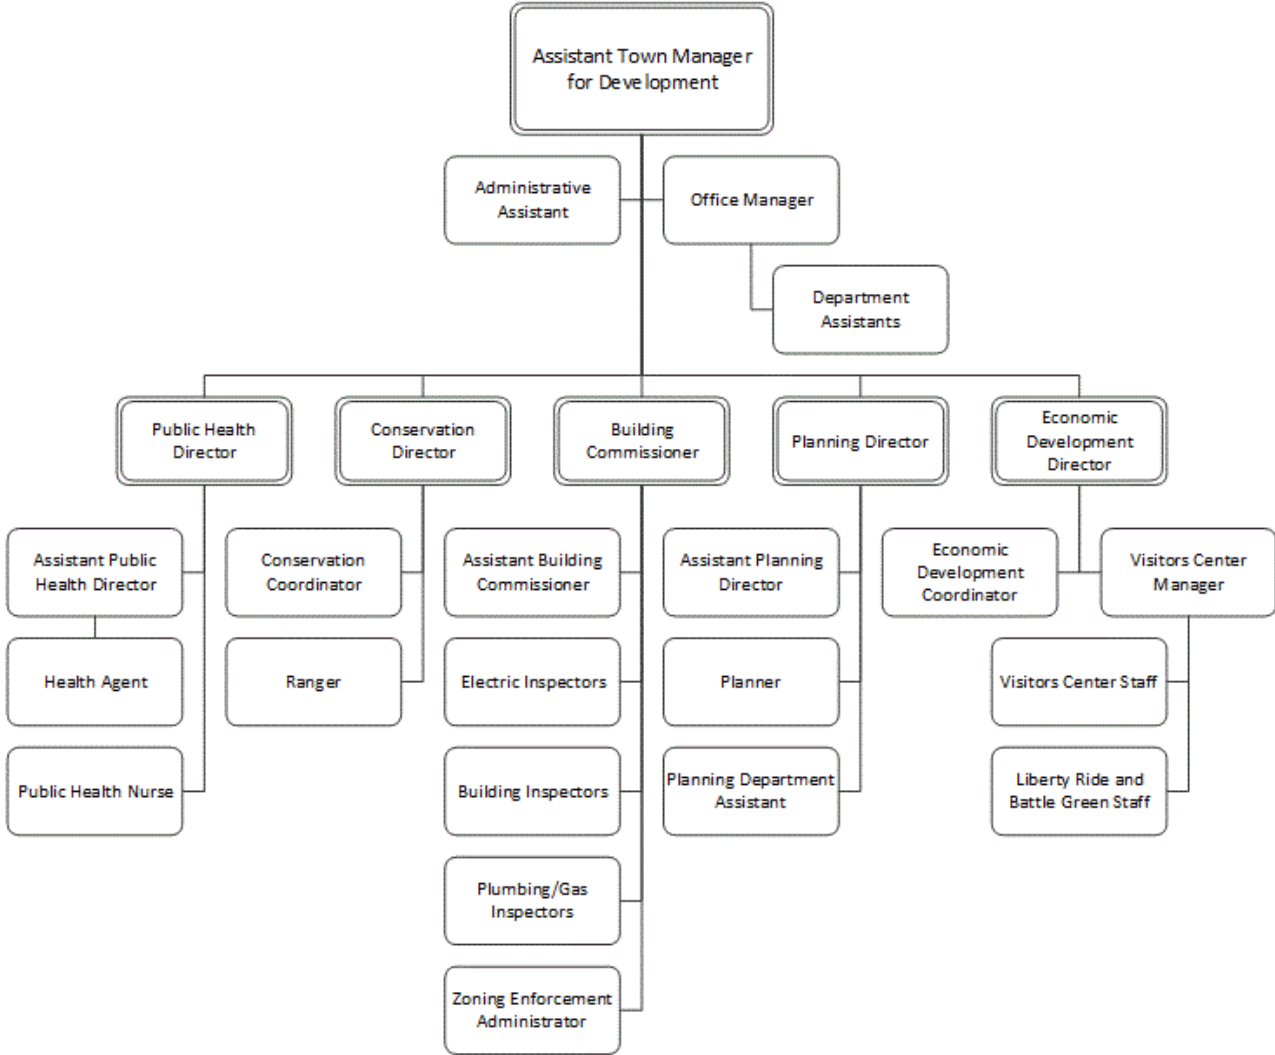 Assistant Town Manager
for Development
Administrative
Assistant
Office Manager
Department
Assistants
Public Health
Director
Conservation
Director
Building
Commissioner
Planning Director
Economic
Development
Director
Assistant Public
Health Director
Conservation
Coordinator
Assistant Building
Commissioner
Assistant Planning
Director
Economic
Development
Coordinator
Visitors Center
Manager
Health Agent
Ranger
Electric Inspectors
Planner
Visitors Center Staff
Public Health Nurse
Building Inspectors
Planning Department
Assistant
Liberty Ride and
Battle Green Staff
Plumbing/Gas
Inspectors
Zoning Enforcement
Administrator